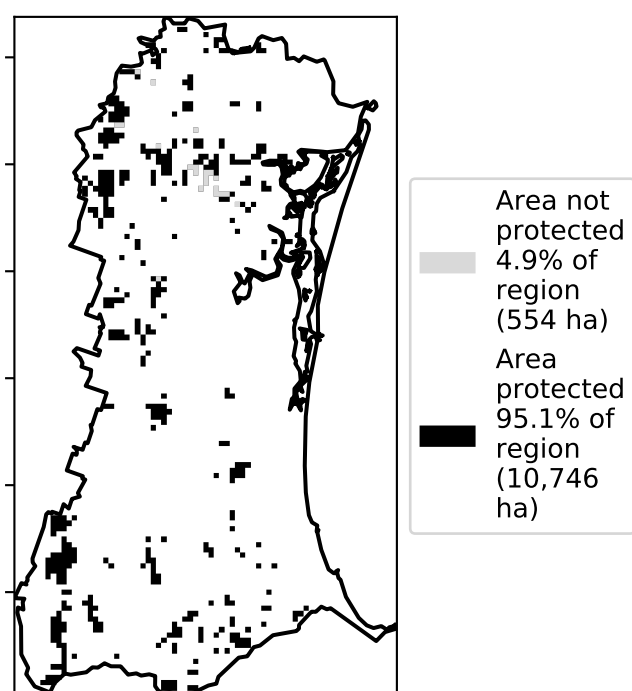 Area not
protected
4.9% of
region
(554 ha)
Area
protected
95.1% of
region
(10,746
ha)